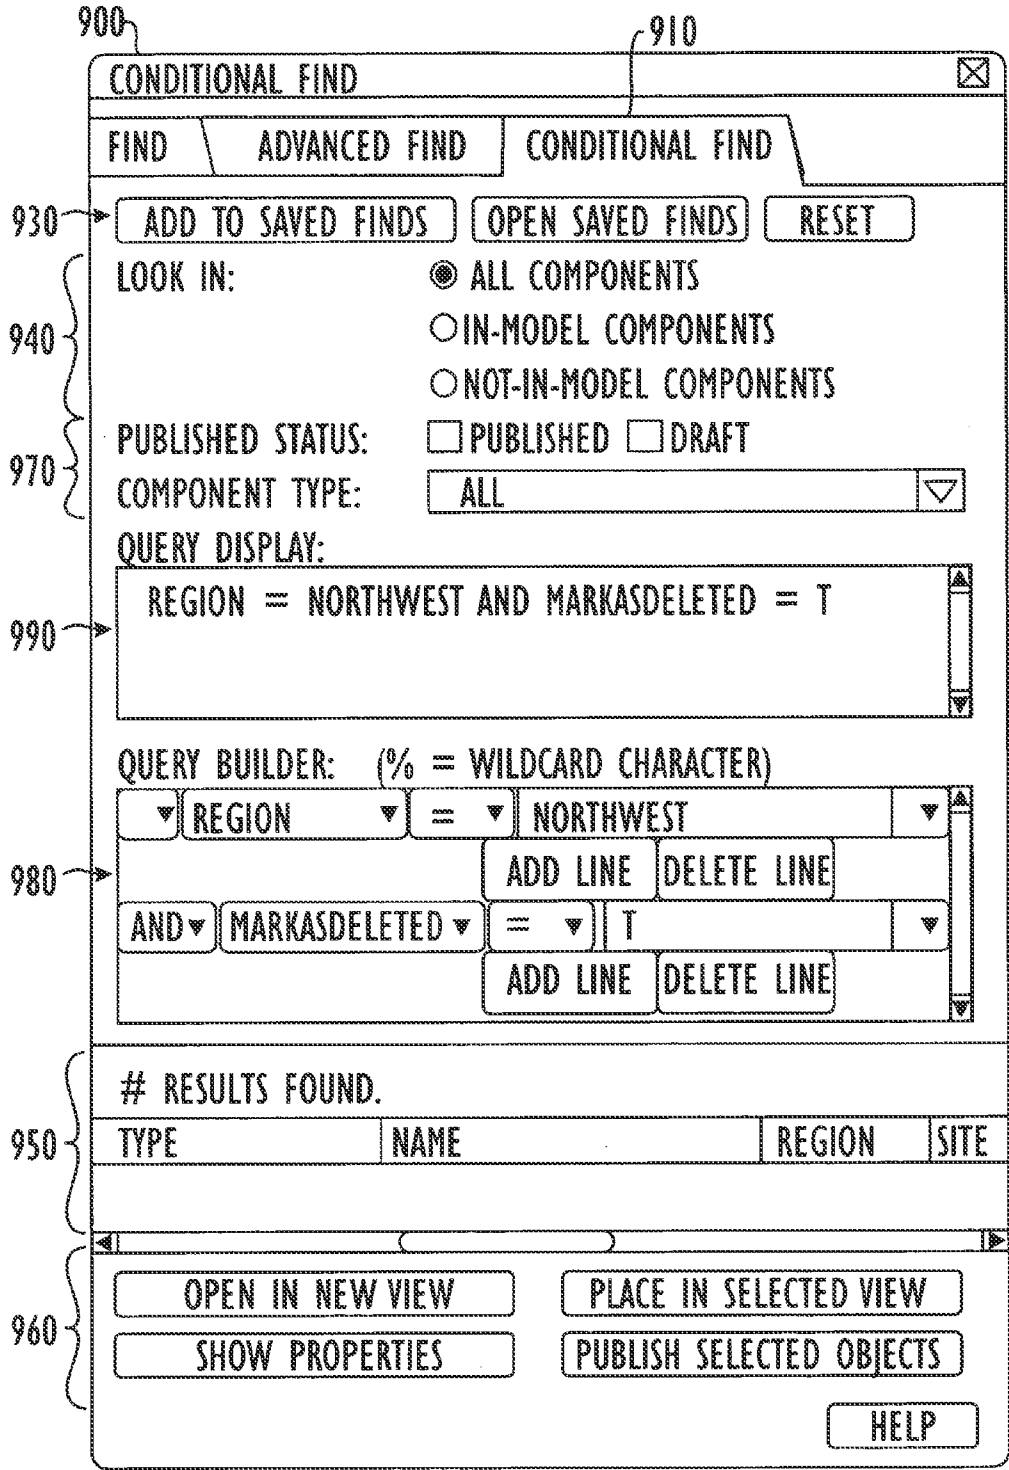 900
910
CONDITIONAL FIND
FIND ADVANCED FIND CONDITIONAL FIND
930 ADD TO SAVED FINDS OPEN SAVED FINDS RESET
LOOK IN: ALL COMPONENTS
940 IN-MODEL COMPONENTS
NOT-IN-MODEL COMPONENTS
PUBLISHED STATUS: PUBLISHED DRAFT
970
COMPONENT TYPE: ALL
QUERY DISPLAY:
REGION = NORTHWEST AND MARKASDELETED = T
990
QUERY BUILDER: (% = WILDCARD CHARACTER)
REGION = NORTHWEST
980 ADD LINE DELETE LINE
AND MARKASDELETED = T
ADD LINE DELETE LINE
# RESULTS FOUND.
950 TYPE NAME REGION SITE
OPEN IN NEW VIEW PLACE IN SELECTED VIEW
960 SHOW PROPERTIES PUBLISH SELECTED OBJECTS
HELP